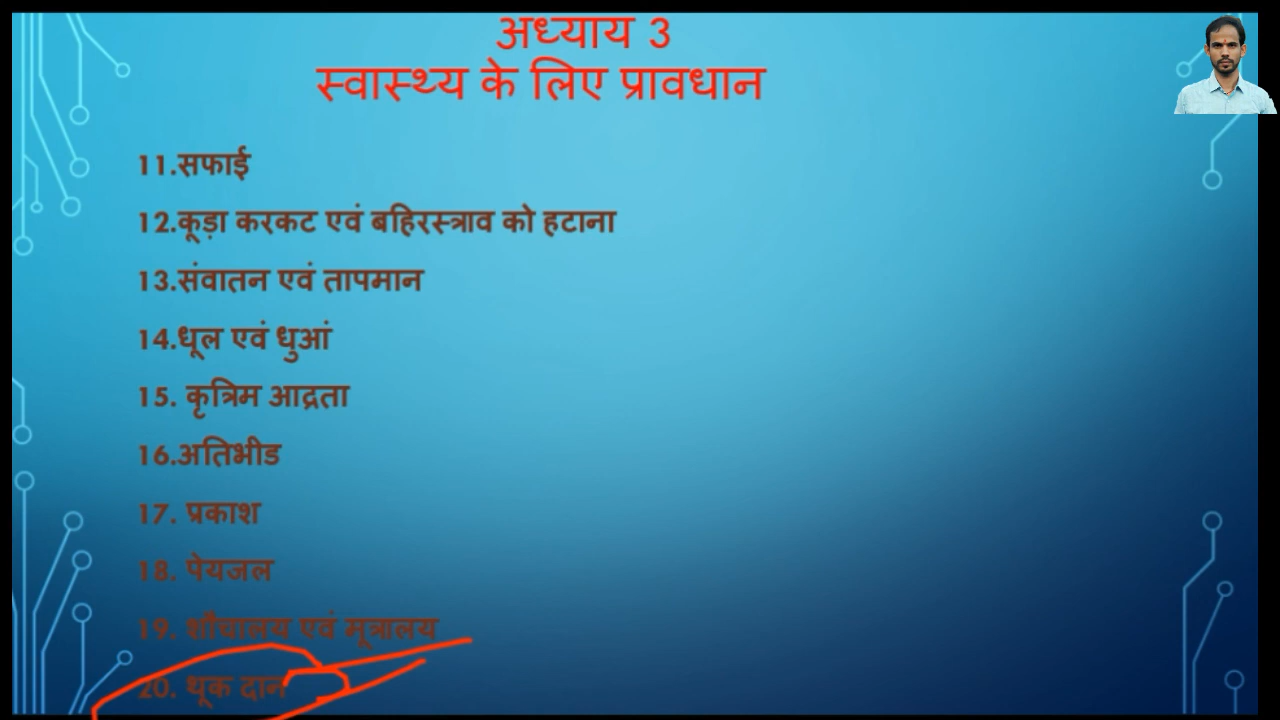 अध्याय 3
स्वास्थ्य के लिए प्रावधान
11.सफाई
12.कूड़ा करकट एवं बहिरस्त्राव को हटाना
13.संवातन एवं तापमान
14.धूल एवं धुआं
15. कृत्रिम आद्रता
16.अतिभीड
17. प्रकाश
18. पेयजल
19. शौचालय एवं मूत्रालय
20. थूक दान